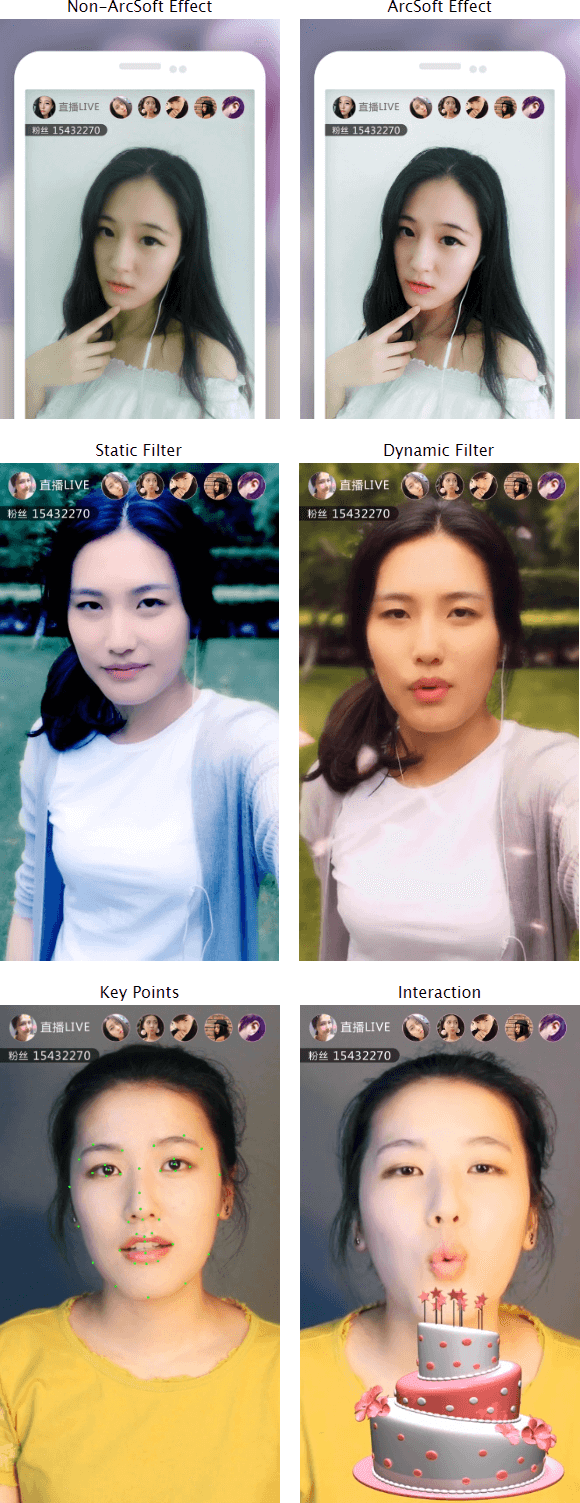 Non-ArcSoft Effect
ArcSoft Effect
直播LIVE
粉丝 15432270
直播LIVE
粉丝 15432270
Static Filter
Dynamic Filter
直播LIVE
粉丝 15432270
直播LIVE
粉丝 15432270
Key Points
Interaction
直播LIVE
粉丝 15432270
直播LIVE
粉丝 15432270